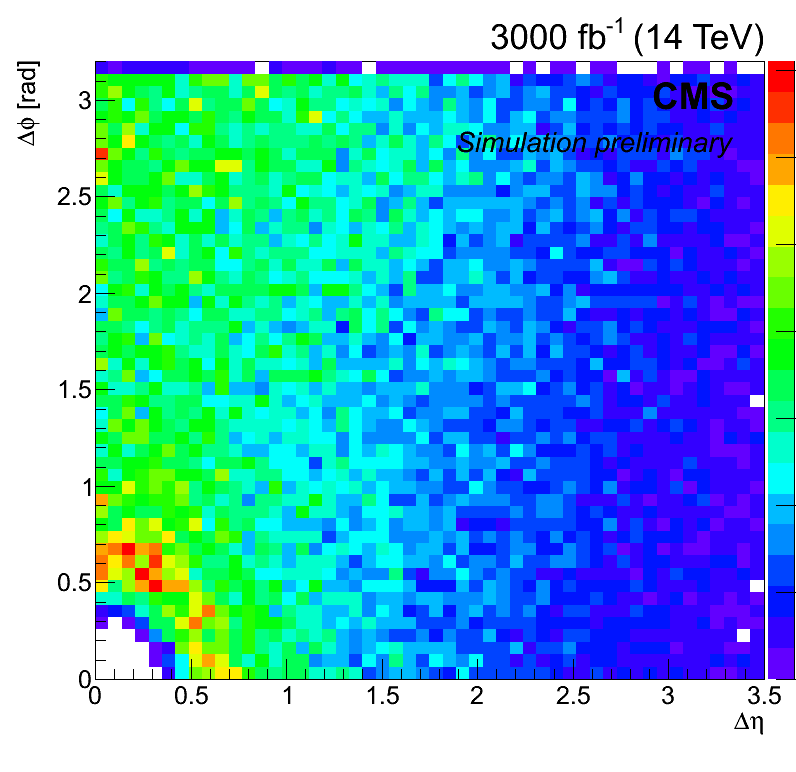 3000 fb-1 (14 TeV)
Δϕ [rad]
CMS
Simulation preliminary
3
2.5
2
1.5
1
0.5
0
0 0.5 1 1.5 2 2.5 3 3.5
Δη